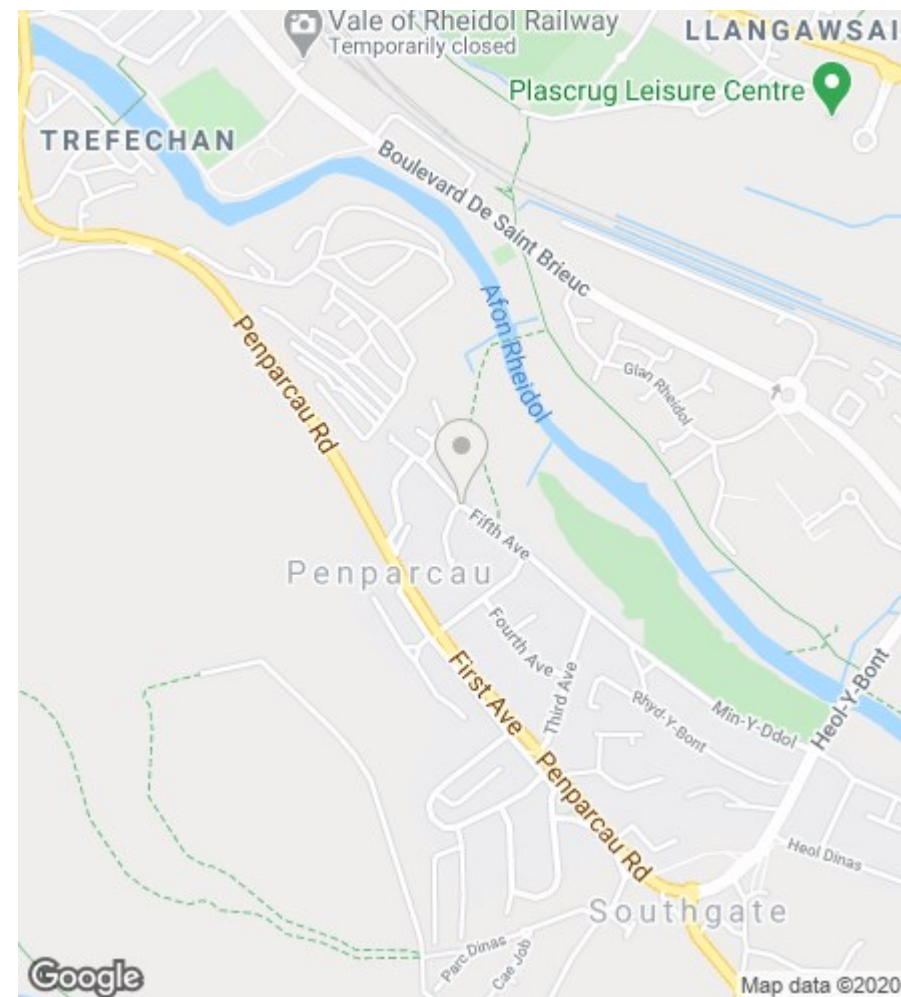 Vale of Rheidol Railway
Temporarily closed
LLANGAWSAI
Plascrug Leisure Centre
TREFECHAN
Boulevard De Saint Brieuc
Afon Rheidol
Penparcau Rd
Glan Rheidol
Fifth Ave
Penparcau
Fourth Ave
First Ave
Third Ave
Rhyd-Y-Bont
Min-Y-Ddol
Heol-Y-Bont
Penparcau Rd
Heol Dinas
Southgate
Parc Dinas
Cae Job
Google
Map data ©2020